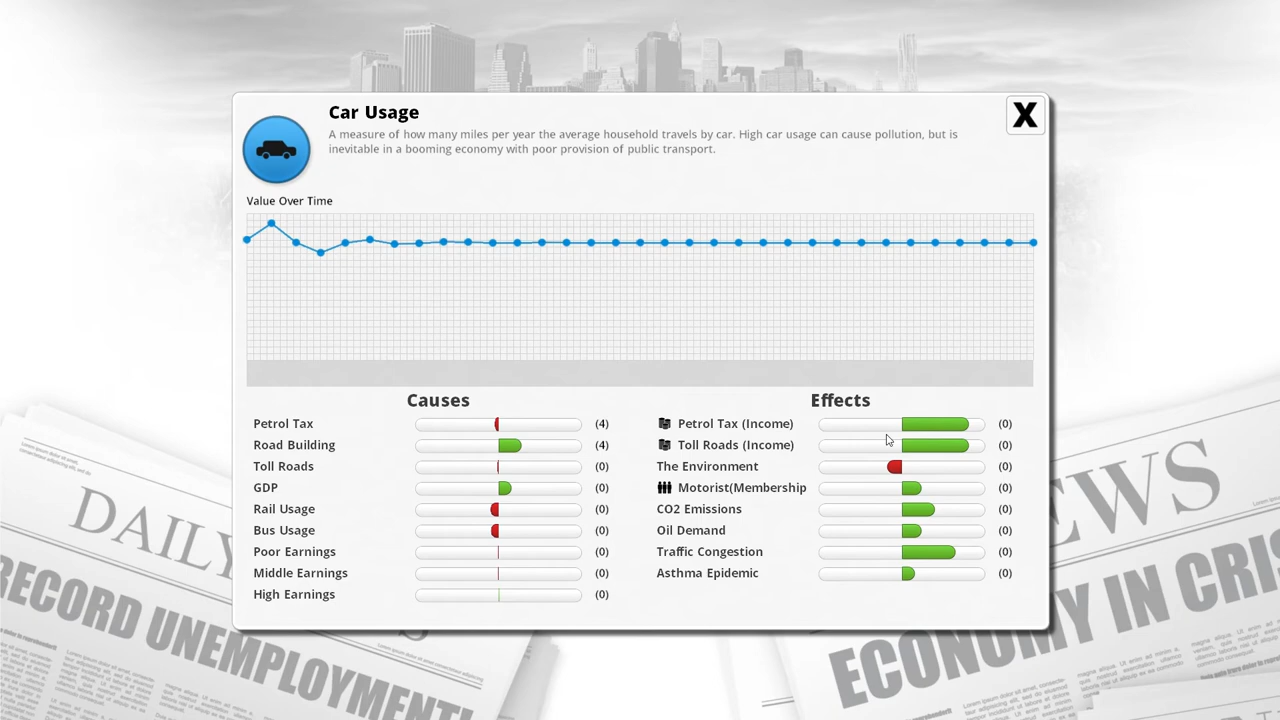 Car Usage
X
A measure of how many miles per year the average household travels by car. High car usage can cause pollution, but is
inevitable in a booming economy with poor provision of public transport.
Value Over Time
Causes
Petrol Tax (4)
Road Building (4)
Toll Roads (0)
GDP (0)
Rail Usage (0)
Bus Usage (0)
Poor Earnings (0)
Middle Earnings (0)
High Earnings (0)
Effects
Petrol Tax (Income) (0)
Toll Roads (Income) (0)
The Environment (0)
Motorist(Membership (0)
CO2 Emissions (0)
Oil Demand (0)
Traffic Congestion (0)
Asthma Epidemic (0)
DAILY
RECORD UNEMPLOYMENT!
EWS
ECONOMY IN CRIS